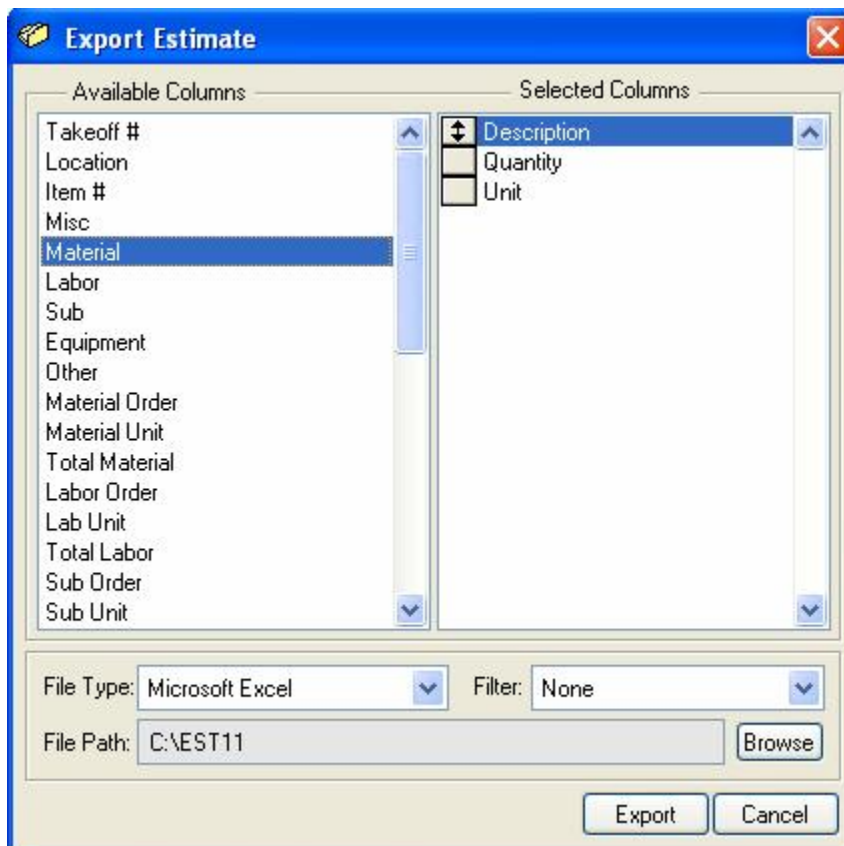 Export Estimate
Available Columns
Takeoff #
Location
Item #
Misc
Material
Labor
Sub
Equipment
Other
Material Order
Material Unit
Total Material
Labor Order
Lab Unit
Total Labor
Sub Order
Sub Unit
Selected Columns
Description
Quantity
Unit
File Type: Microsoft Excel Filter: None
File Path: C:\EST11 Browse
Export Cancel